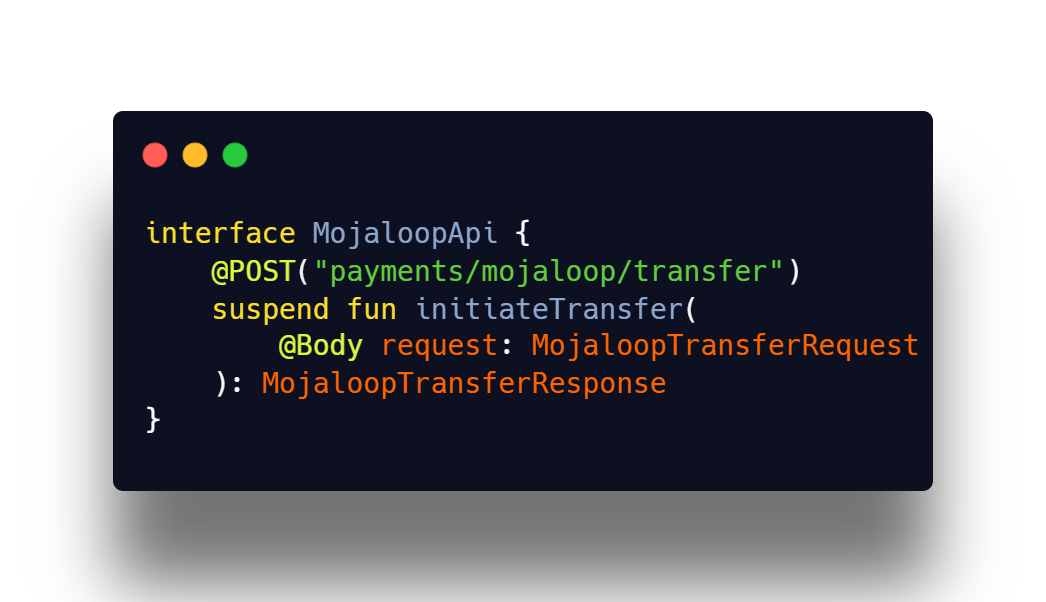 interface MojaloopApi {
    @POST("payments/mojaloop/transfer")
    suspend fun initiateTransfer(
        @Body request: MojaloopTransferRequest
    ): MojaloopTransferResponse
}